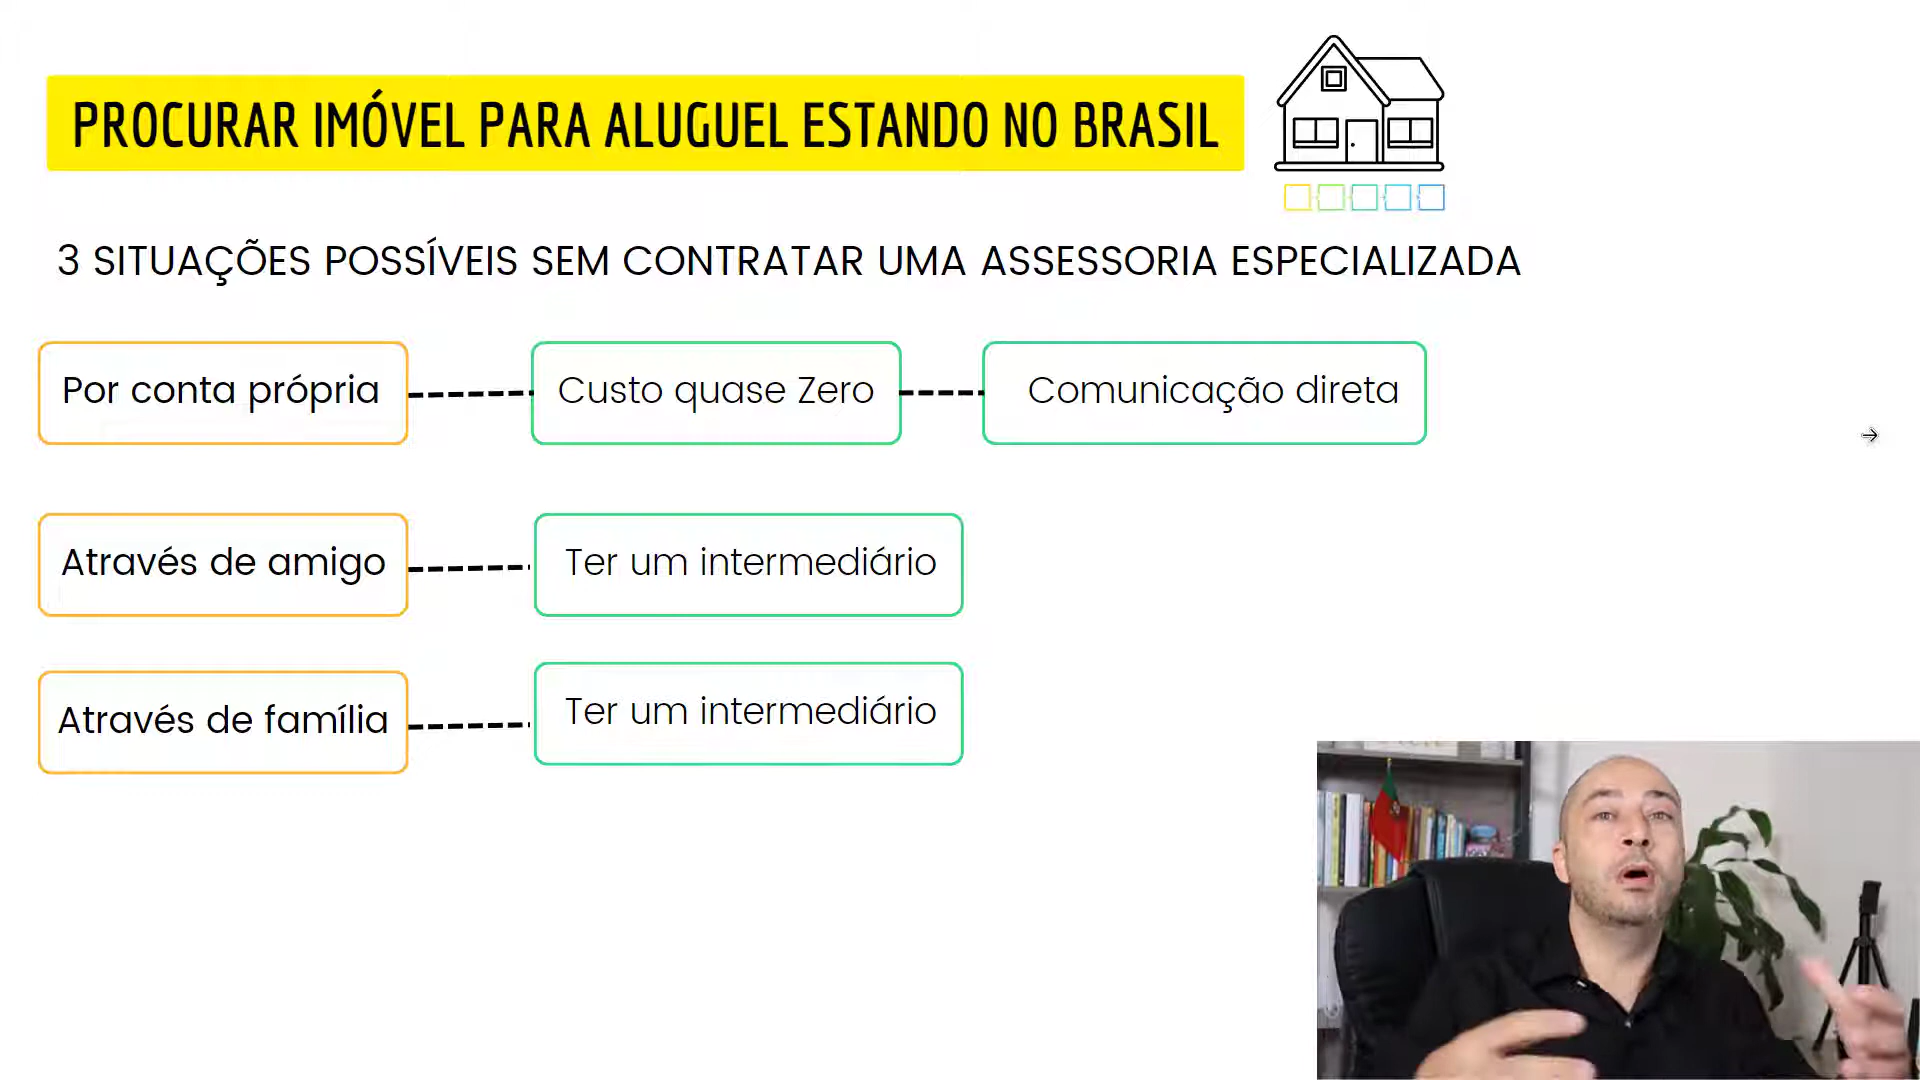 PROCURAR IMÓVEL PARA ALUGUEL ESTANDO NO BRASIL
3 SITUAÇÕES POSSÍVEIS SEM CONTRATAR UMA ASSESSORIA ESPECIALIZADA
Por conta própria
Custo quase Zero
Comunicação direta
Através de amigo
Ter um intermediário
Através de família
Ter um intermediário